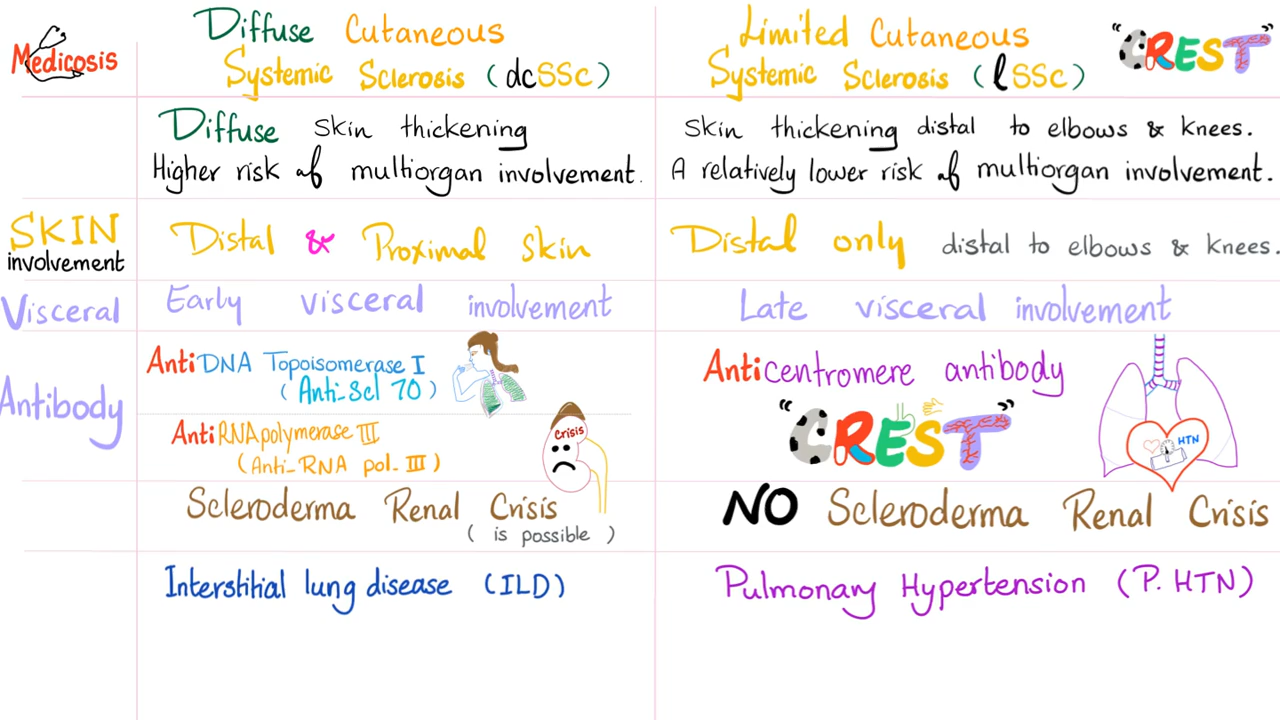 Medicosis
Diffuse Cutaneous
Systemic Sclerosis (dcSSc)
Limited Cutaneous
Systemic Sclerosis (lSSc)
"CREST"
Diffuse skin thickening
Higher risk of multiorgan involvement.
Skin thickening distal to elbows & knees.
A relatively lower risk of multiorgan involvement.
SKIN
involvement
Distal & Proximal skin
Distal only distal to elbows & knees.
Visceral
Early visceral involvement
Late visceral involvement
Antibody
Anti DNA Topoisomerase I
(Anti-Scl 70)
Anti RNA polymerase III
(Anti-RNA pol. III)
Crisis
Anticentromere antibody
"CREST"
HTN
Scleroderma Renal Crisis
( is possible )
NO Scleroderma Renal Crisis
Interstitial lung disease (ILD)
Pulmonary Hypertension (P. HTN)